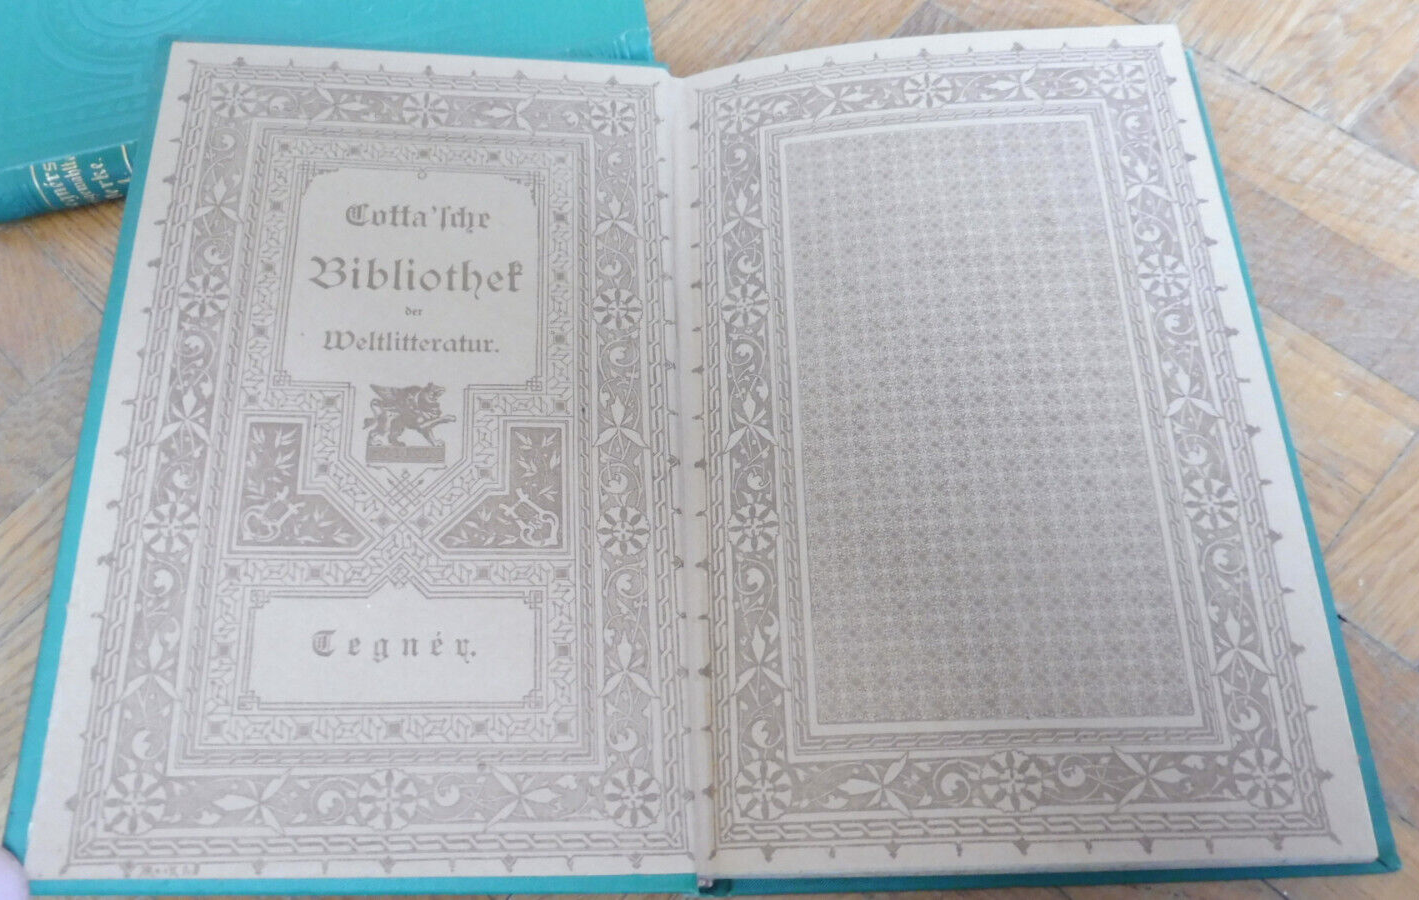 Cotta'sche
Bibliothek
der
Weltlitteratur.
Tegnér.